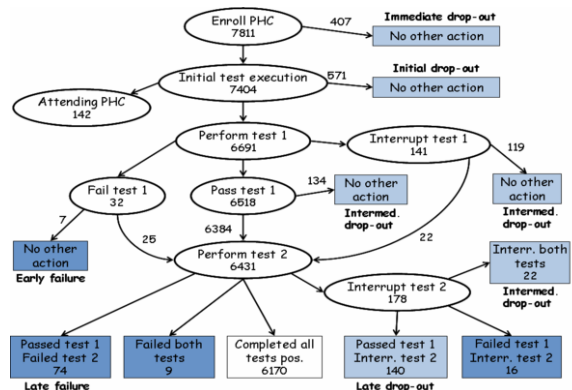 Enroll PHC
7811
407
Immediate drop-out
No other action
Initial test execution
7404
571
Initial drop-out
No other action
Attending PHC
142
Perform test 1
6691
Interrupt test 1
141
119
Fail test 1
32
Pass test 1
6518
134
No other
action
Intermed.
drop-out
No other
action
Intermed.
drop-out
7
25
6384
22
No other
action
Early failure
Perform test 2
6431
Interr. both
tests
22
Intermed.
drop-out
Interrupt test 2
178
Passed test 1
Failed test 2
74
Late failure
Failed both
tests
9
Completed all
tests pos.
6170
Passed test 1
Interr. test 2
140
Late drop-out
Failed test 1
Interr. test 2
16